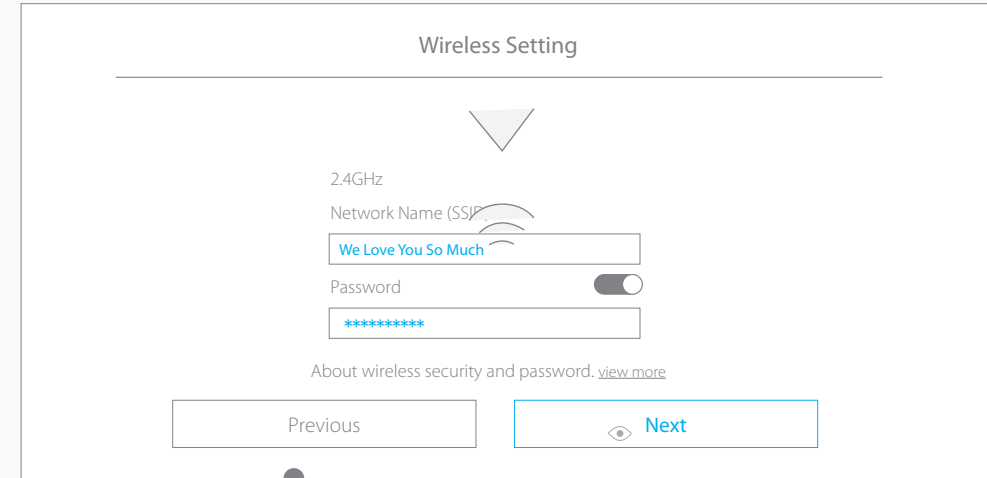 Wireless Setting
2.4GHz
Network Name (SSID)
We Love You So Much
Password
**********
About wireless security and password. view more
Previous
Next